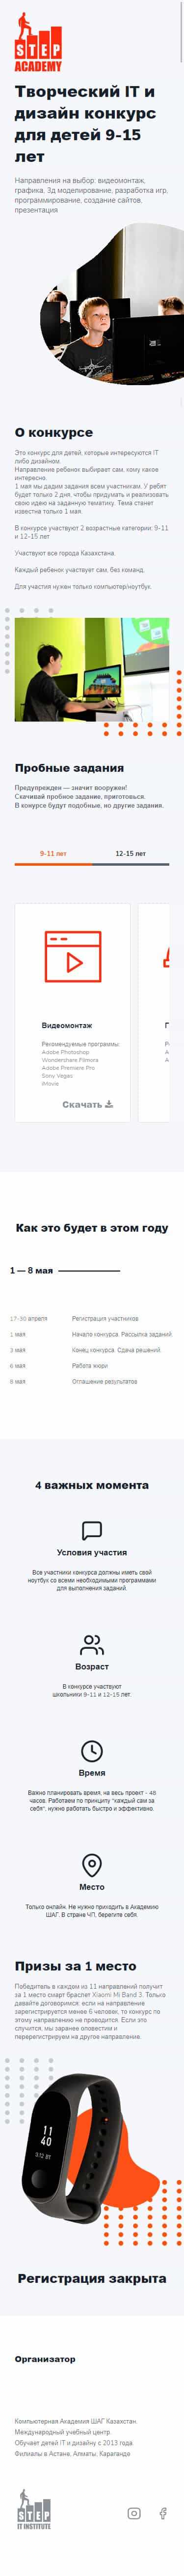 STEP
ACADEMY
Творческий IT и
дизайн конкурс
для детей 9-15
лет
Направления на выбор: видеомонтаж,
графика, 3д моделирование, разработка игр,
программирование, создание сайтов,
презентация
О конкурсе
Это конкурс для детей, которые интересуются IT
либо дизайном.
Направление ребенок выбирает сам, кому какое
интересно.
1 мая мы дадим задания всем участникам. У ребят
будет только 2 дня, чтобы придумать и реализовать
свою идею на заданную тематику. Тема станет
известна только 1 мая.
В конкурсе участвуют 2 возрастные категории: 9-11
и 12-15 лет
Участвуют все города Казахстана.
Каждый ребенок участвует сам, без команд.
Для участия нужен только компьютер/ноутбук.
Пробные задания
Предупрежден — значит вооружен!
Скачивай пробное задание, приготовься.
В конкурсе будут подобные, но другие задания.
9-11 лет
12-15 лет
Видеомонтаж
Рекомендуемые программы:
Adobe Photoshop
Wondershare Filmora
Adobe Premiere Pro
Sony Vegas
iMovie
Скачать
Как это будет в этом году
1 — 8 мая
17-30 апреля Регистрация участников
1 мая Начало конкурса. Рассылка заданий
3 мая Конец конкурса. Сдача решений
6 мая Работа жюри
8 мая Оглашение результатов
4 важных момента
Условия участия
Все участники конкурса должны иметь свой
ноутбук со всеми необходимыми программами
для выполнения заданий.
Возраст
В конкурсе участвуют
школьники 9-11 и 12-15 лет.
Время
Важно планировать время, на весь проект - 48
часов. Работаем по принципу "каждый сам за
себя", нужно работать быстро и эффективно.
Место
Только онлайн. Не нужно приходить в Академию
ШАГ. В стране ЧП, берегите себя.
Призы за 1 место
Победитель в каждом из 11 направлений получит
за 1 место смарт браслет Xiaomi Mi Band 3. Только
давайте договоримся: если на направление
зарегистрируется менее 6 человек, то конкурс по
этому направлению не проводится. Если это
случится, мы заранее оповестим и
перерегистрируем на другое направление.
11
40
Регистрация закрыта
Организатор
Компьютерная Академия ШАГ Казахстан.
Международный учебный центр.
Обучает детей IT и дизайну с 2013 года.
Филиалы в Астане, Алматы, Караганде
STEP
IT INSTITUTE